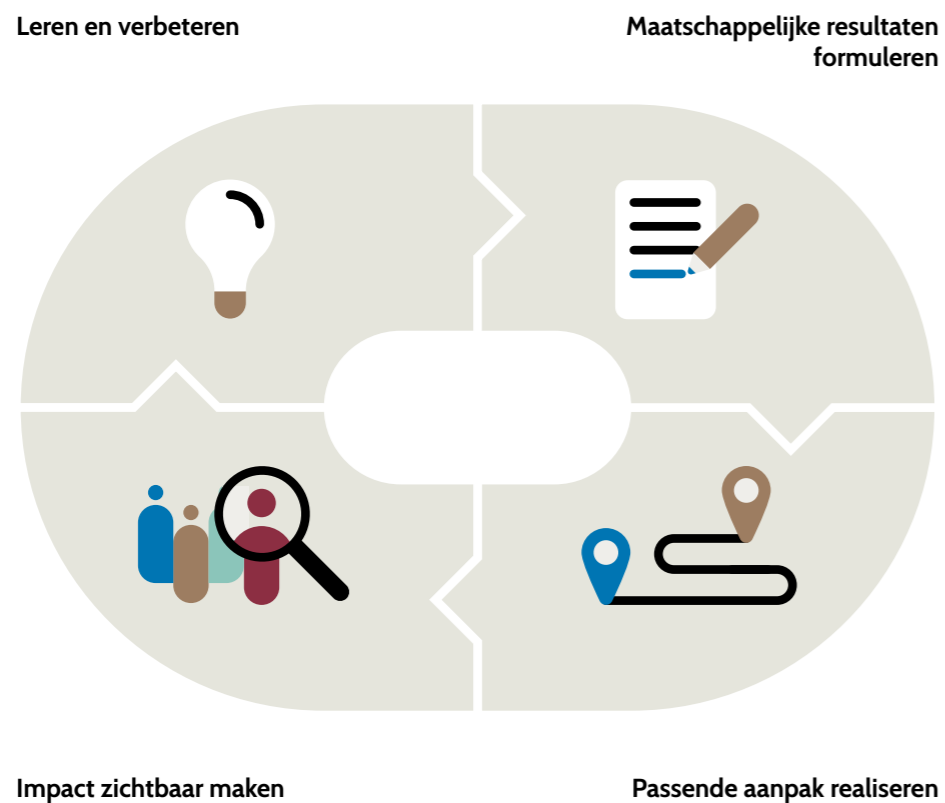 Leren en verbeteren
Maatschappelijke resultaten
formuleren
Impact zichtbaar maken
Passende aanpak realiseren